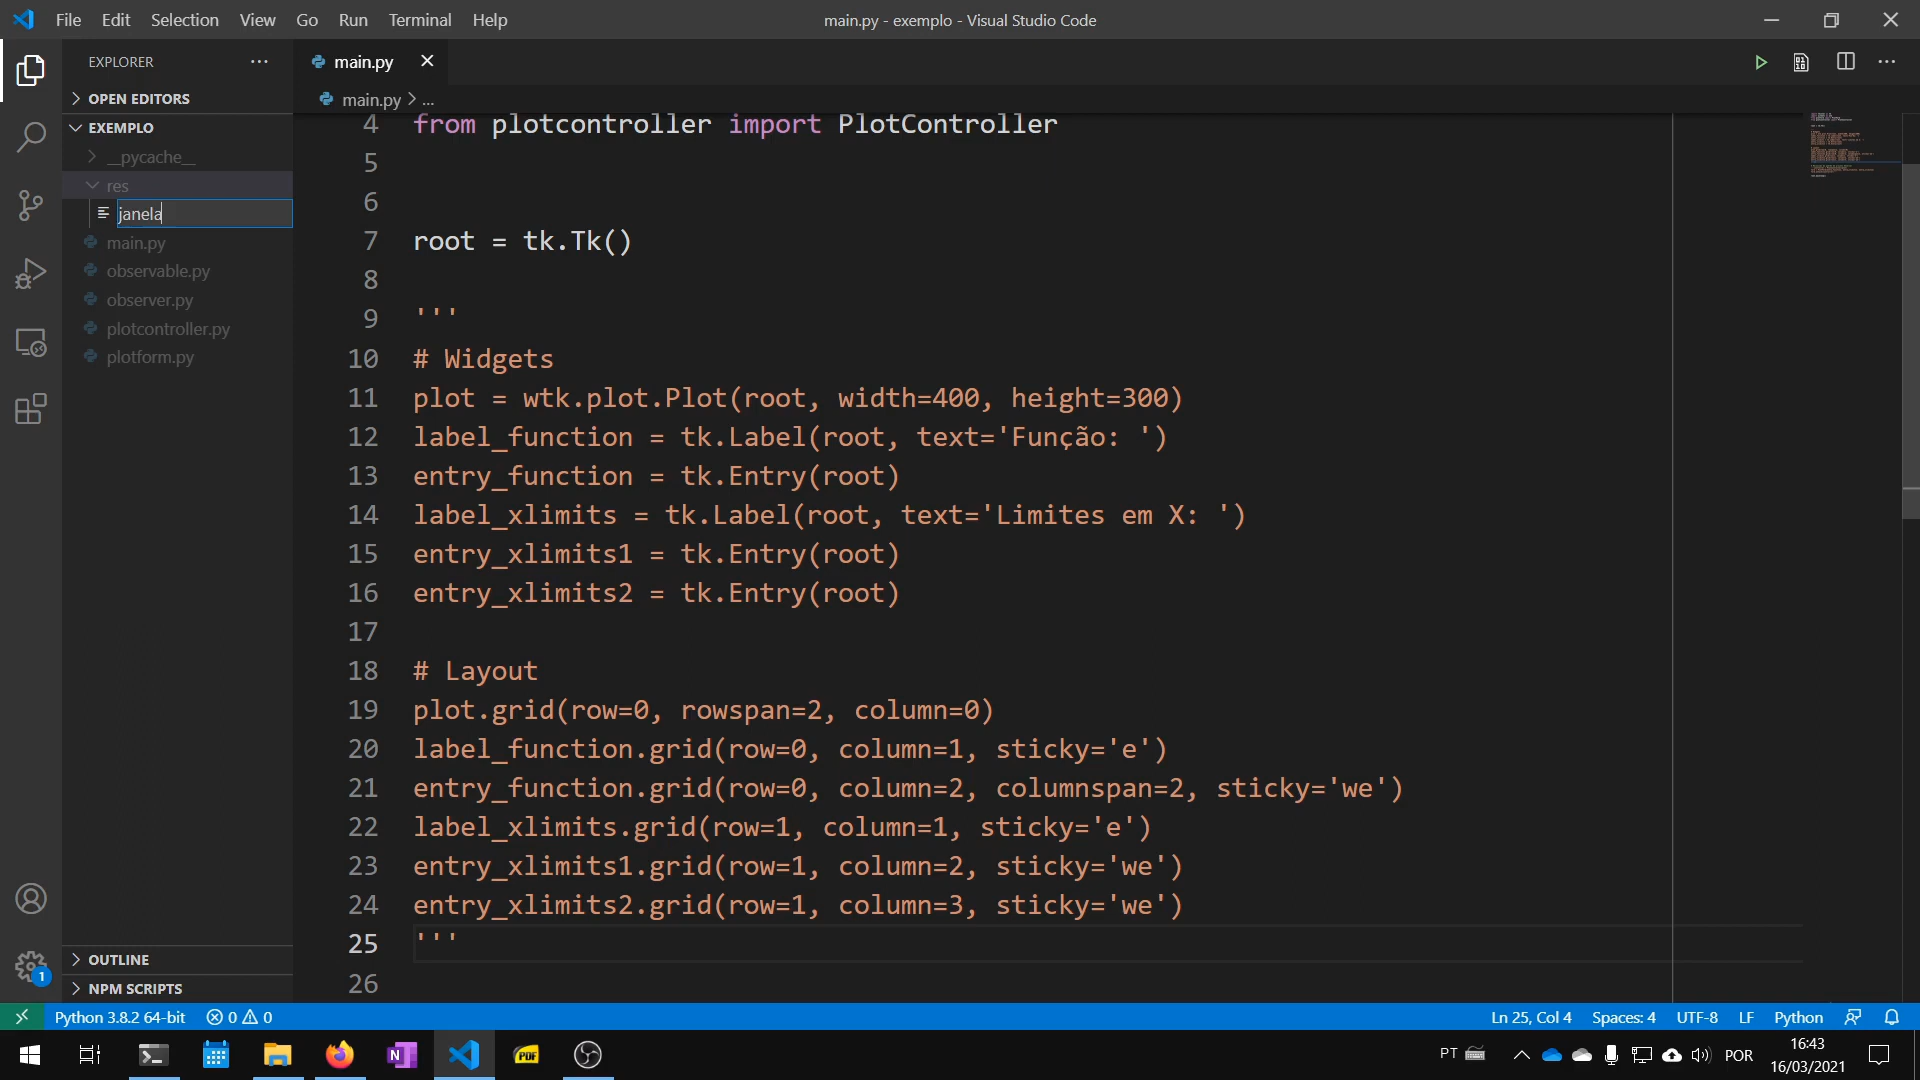 File Edit Selection View Go Run Terminal Help
main.py - exemplo - Visual Studio Code
EXPLORER
OPEN EDITORS
EXEMPLO
__pycache__
res
janela
main.py
observable.py
observer.py
plotcontroller.py
plotform.py
OUTLINE
NPM SCRIPTS
main.py
main.py > ...
4 from plotcontroller import PlotController
5
6
7 root = tk.Tk()
8
9 '''
10 # Widgets
11 plot = wtk.plot.Plot(root, width=400, height=300)
12 label_function = tk.Label(root, text='Função: ')
13 entry_function = tk.Entry(root)
14 label_xlimits = tk.Label(root, text='Limites em X: ')
15 entry_xlimits1 = tk.Entry(root)
16 entry_xlimits2 = tk.Entry(root)
17
18 # Layout
19 plot.grid(row=0, rowspan=2, column=0)
20 label_function.grid(row=0, column=1, sticky='e')
21 entry_function.grid(row=0, column=2, columnspan=2, sticky='we')
22 label_xlimits.grid(row=1, column=1, sticky='e')
23 entry_xlimits1.grid(row=1, column=2, sticky='we')
24 entry_xlimits2.grid(row=1, column=3, sticky='we')
25 '''
26
1
Python 3.8.2 64-bit 0 0 Ln 25, Col 4 Spaces: 4 UTF-8 LF Python
N PDF PT POR
16:43
16/03/2021